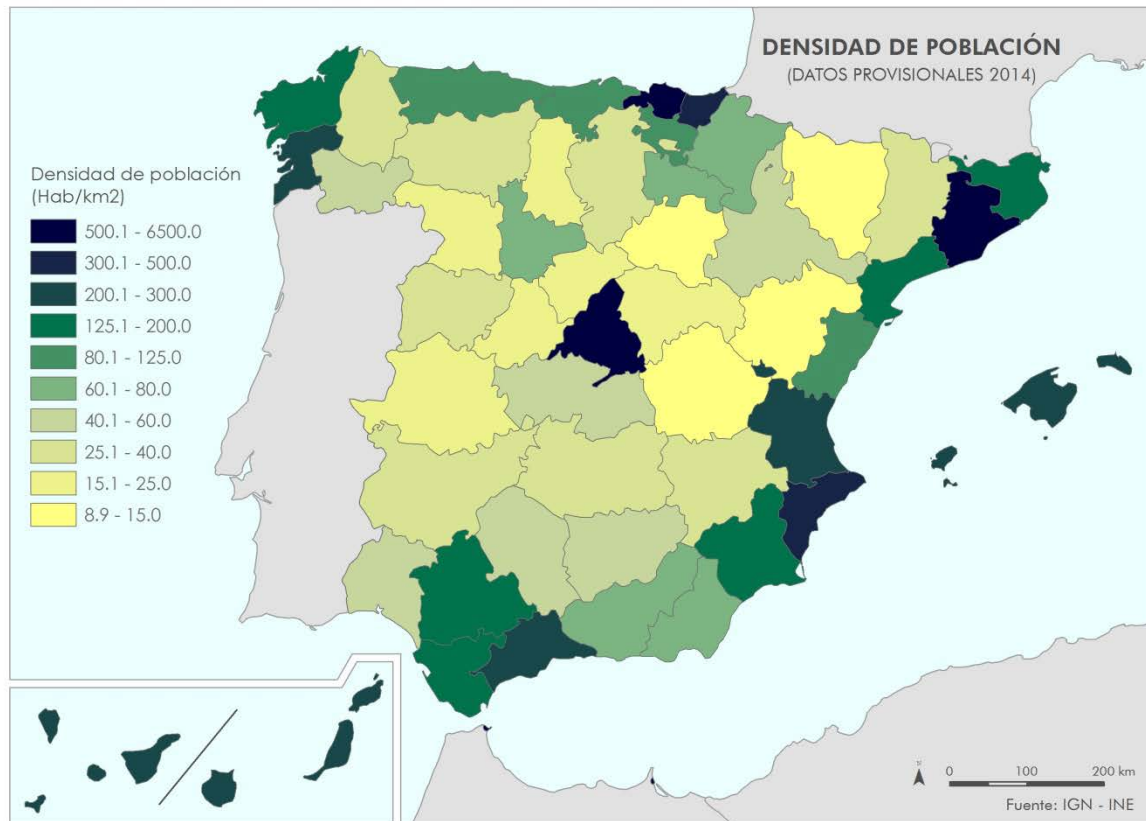 DENSIDAD DE POBLACIÓN
(DATOS PROVISIONALES 2014)
Densidad de población
(Hab/km2)
500.1 - 6500.0
300.1 - 500.0
200.1 - 300.0
125.1 - 200.0
80.1 - 125.0
60.1 - 80.0
40.1 - 60.0
25.1 - 40.0
15.1 - 25.0
8.9 - 15.0
N
0 100 200 km
Fuente: IGN - INE